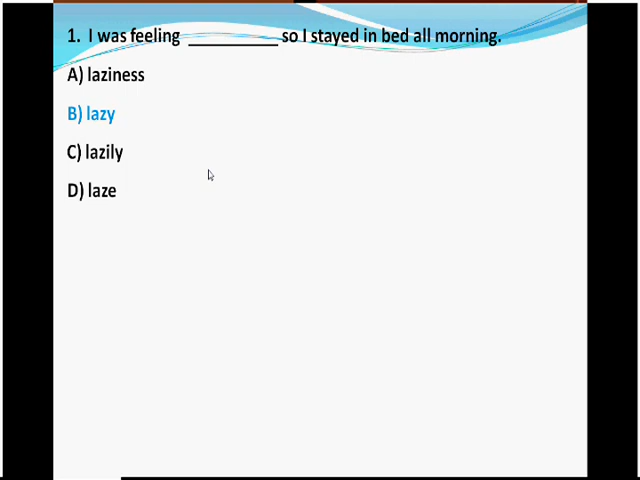 1. I was feeling __________ so I stayed in bed all morning.
A) laziness
B) lazy
C) lazily
D) laze